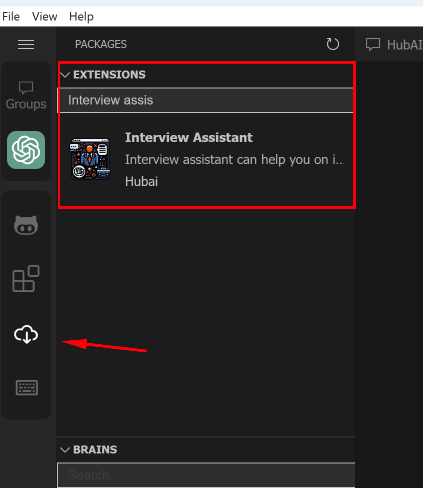 File View Help
PACKAGES
HubAI
Groups
EXTENSIONS
Interview assis
Interview Assistant
Interview assistant can help you on i..
Hubai
BRAINS
Search